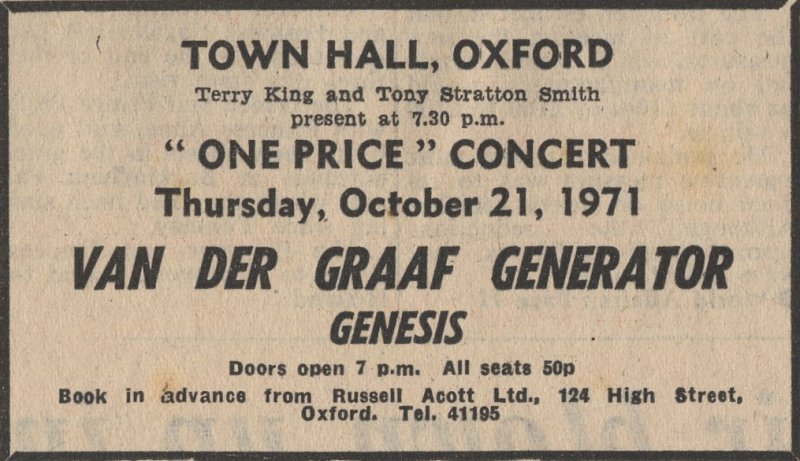 TOWN HALL, OXFORD
Terry King and Tony Stratton Smith
present at 7.30 p.m.
" ONE PRICE " CONCERT
Thursday, October 21, 1971
VAN DER GRAAF GENERATOR
GENESIS
Doors open 7 p.m. All seats 50p
Book in advance from Russell Acott Ltd., 124 High Street,
Oxford. Tel. 41195